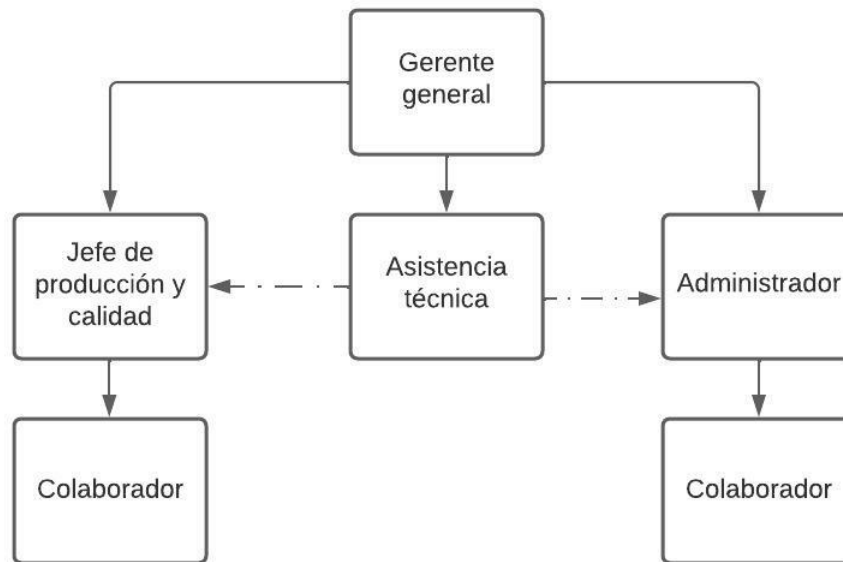 Gerente
general
Jefe de
producción y
calidad
Asistencia
técnica
Administrador
Colaborador
Colaborador